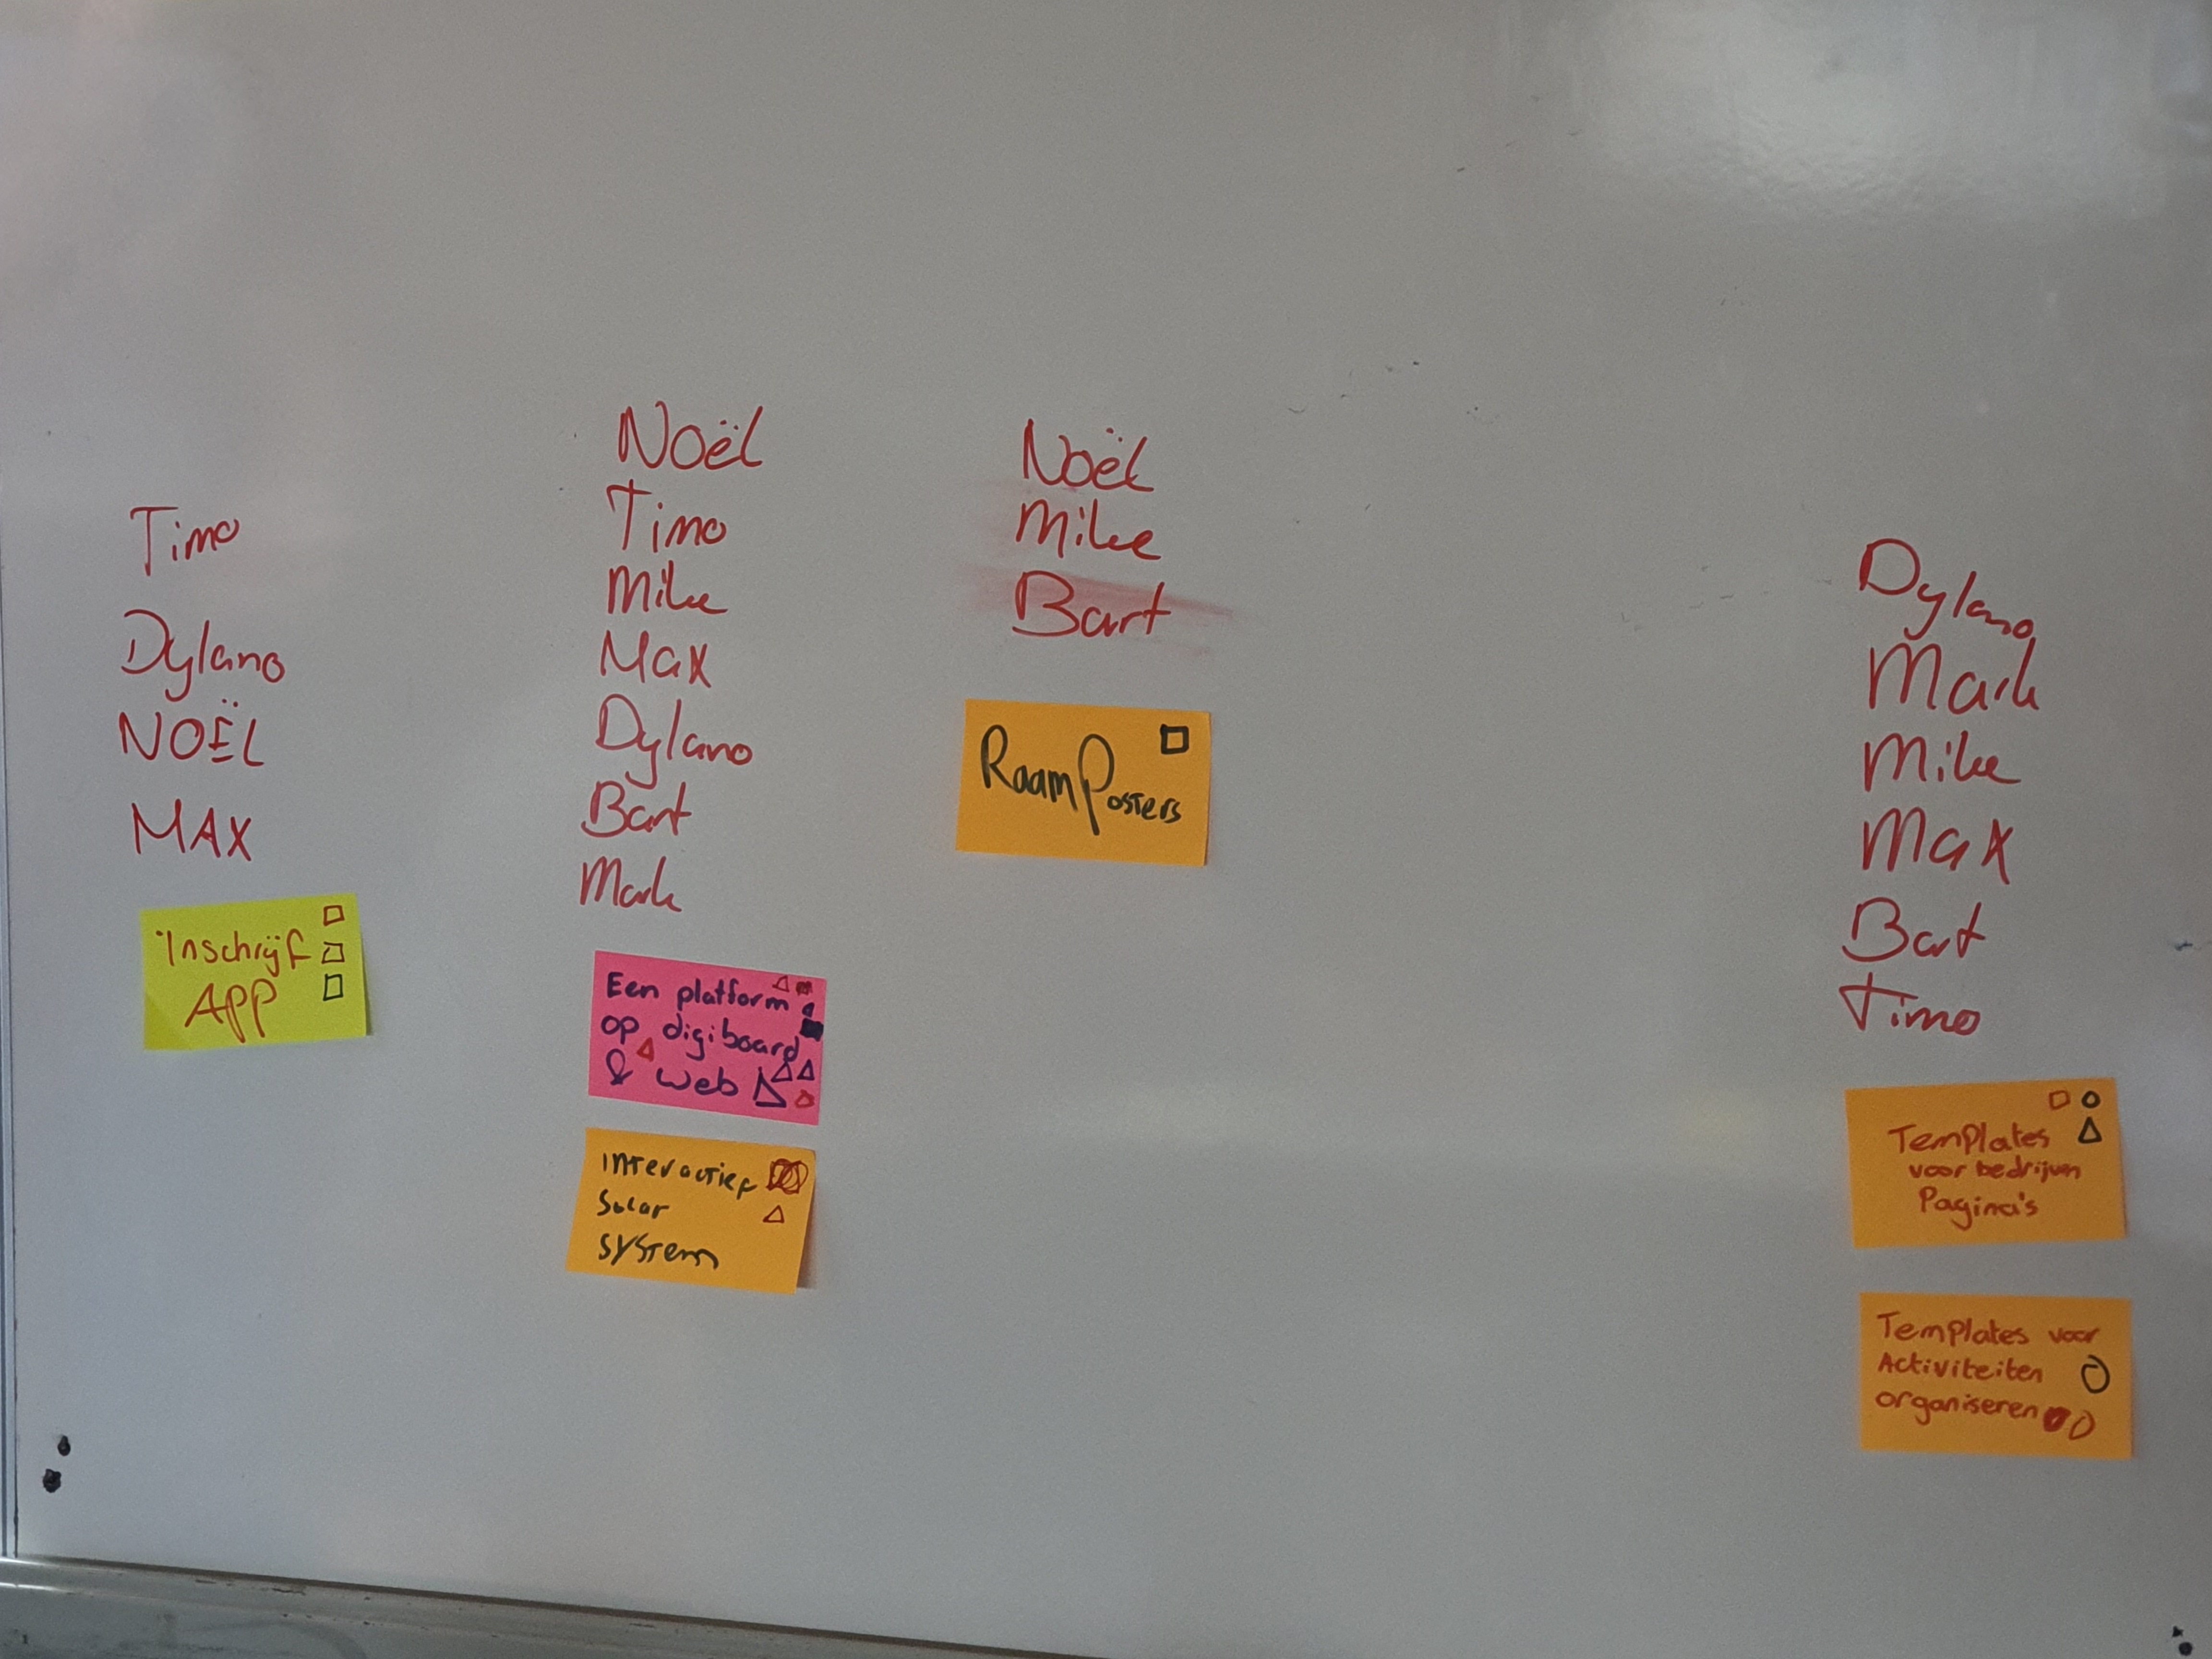 Timo
Dylano
NOËL
MAX
Inschrijf
APP
Noël
Timo
Mike
Max
Dylano
Bart
Mark
Een platform
op digiboard
& web
Interactief
Solar
System
Noël
Mike
Bart
RaamPosters
Dylano
Mark
Mike
Max
Bart
Timo
Templates
voor bedrijven
Pagina's
Templates voor
Activiteiten
organiseren